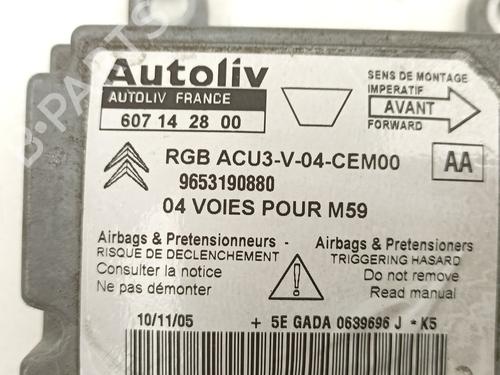 Autoliv
AUTOLIV FRANCE
607 14 28 00
SENS DE MONTAGE
IMPERATIF
AVANT
FORWARD
RGB ACU3-V-04-CEM00
AA
9653190880
04 VOIES POUR M59
Airbags & Pretensionneurs -
RISQUE DE DECLENCHEMENT
Consulter la notice
Ne pas démonter
Airbags & Pretensioners
TRIGGERING HASARD
Do not remove
Read manual
10/11/05 + 5E GADA 0639696 J * K5